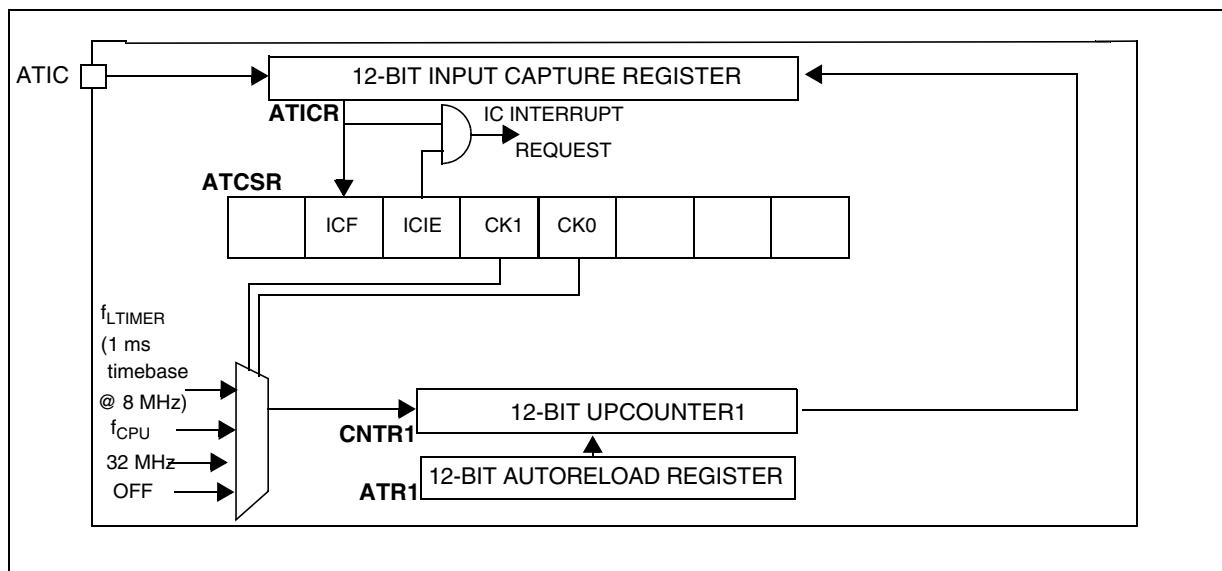 ATIC
12-BIT INPUT CAPTURE REGISTER
ATICR
IC INTERRUPT
REQUEST
ATCSR
ICF
ICIE
CK1
CK0
fLTIMER
(1 ms
timebase
@ 8 MHz)
fCPU
32 MHz
OFF
12-BIT UPCOUNTER1
CNTR1
12-BIT AUTORELOAD REGISTER
ATR1